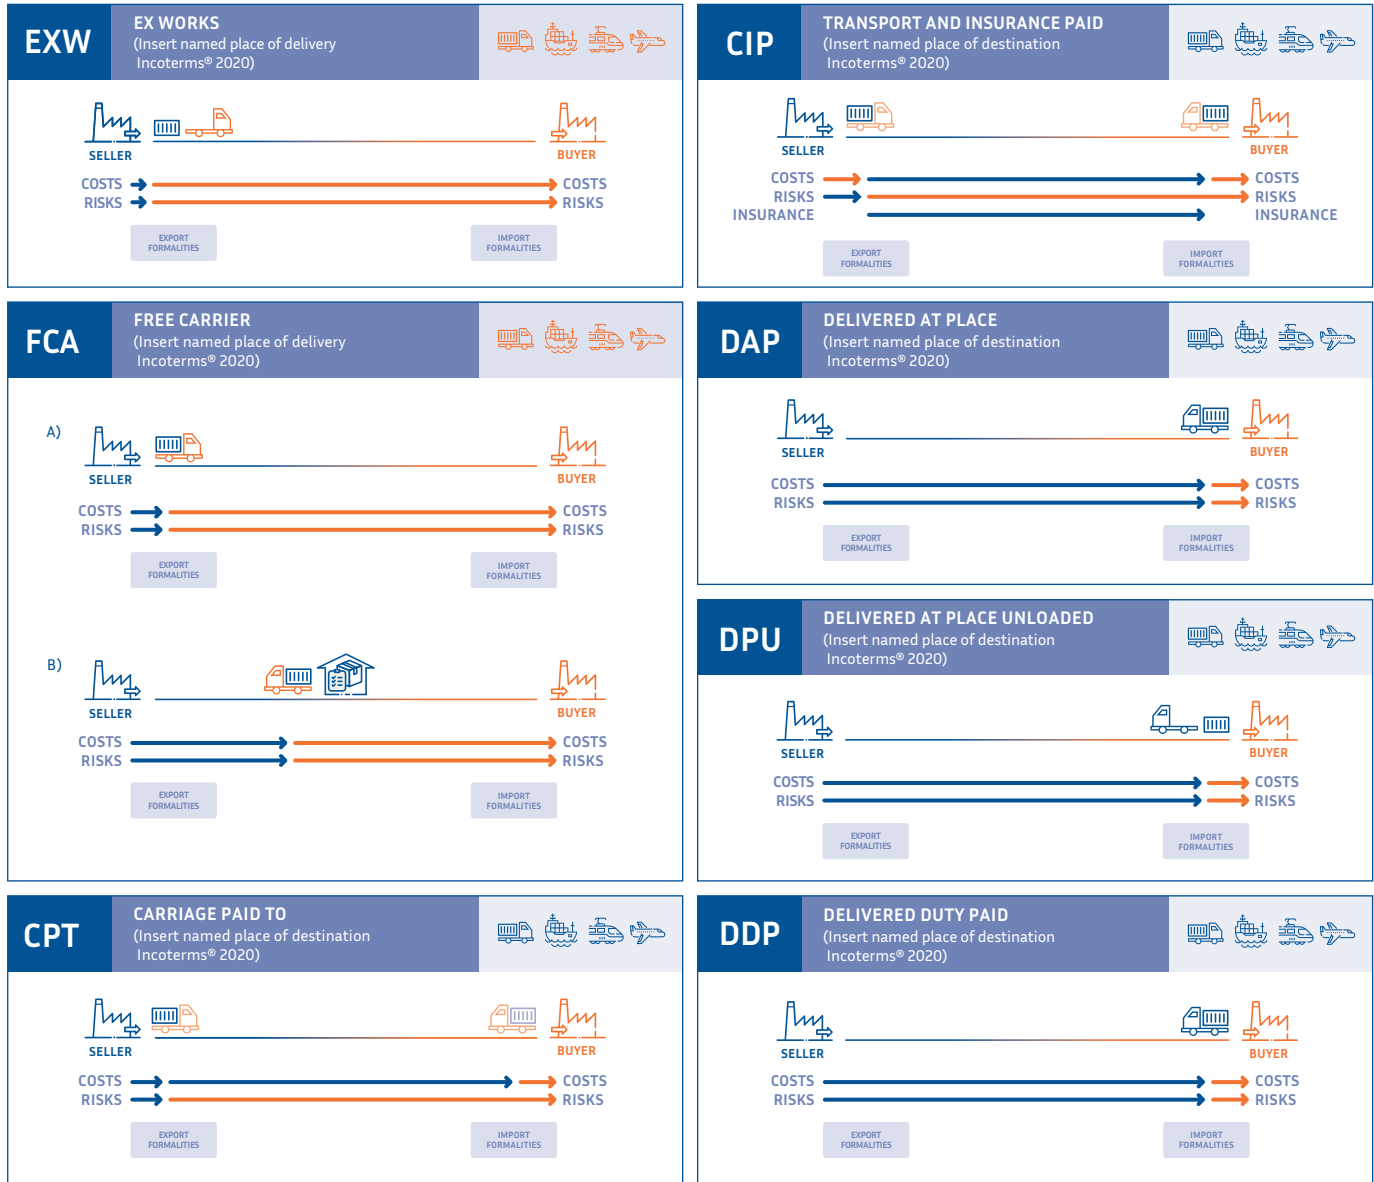 EXW
EX WORKS
(Insert named place of delivery
Incoterms® 2020)
SELLER
BUYER
COSTS COSTS
RISKS RISKS
EXPORT
FORMALITIES
IMPORT
FORMALITIES
FCA
FREE CARRIER
(Insert named place of delivery
Incoterms® 2020)
A)
SELLER
BUYER
COSTS COSTS
RISKS RISKS
EXPORT
FORMALITIES
IMPORT
FORMALITIES
B)
SELLER
BUYER
COSTS COSTS
RISKS RISKS
EXPORT
FORMALITIES
IMPORT
FORMALITIES
CPT
CARRIAGE PAID TO
(Insert named place of destination
Incoterms® 2020)
SELLER
BUYER
COSTS COSTS
RISKS RISKS
EXPORT
FORMALITIES
IMPORT
FORMALITIES
CIP
TRANSPORT AND INSURANCE PAID
(Insert named place of destination
Incoterms® 2020)
SELLER
BUYER
COSTS COSTS
RISKS RISKS
INSURANCE INSURANCE
EXPORT
FORMALITIES
IMPORT
FORMALITIES
DAP
DELIVERED AT PLACE
(Insert named place of destination
Incoterms® 2020)
SELLER
BUYER
COSTS COSTS
RISKS RISKS
EXPORT
FORMALITIES
IMPORT
FORMALITIES
DPU
DELIVERED AT PLACE UNLOADED
(Insert named place of destination
Incoterms® 2020)
SELLER
BUYER
COSTS COSTS
RISKS RISKS
EXPORT
FORMALITIES
IMPORT
FORMALITIES
DDP
DELIVERED DUTY PAID
(Insert named place of destination
Incoterms® 2020)
SELLER
BUYER
COSTS COSTS
RISKS RISKS
EXPORT
FORMALITIES
IMPORT
FORMALITIES